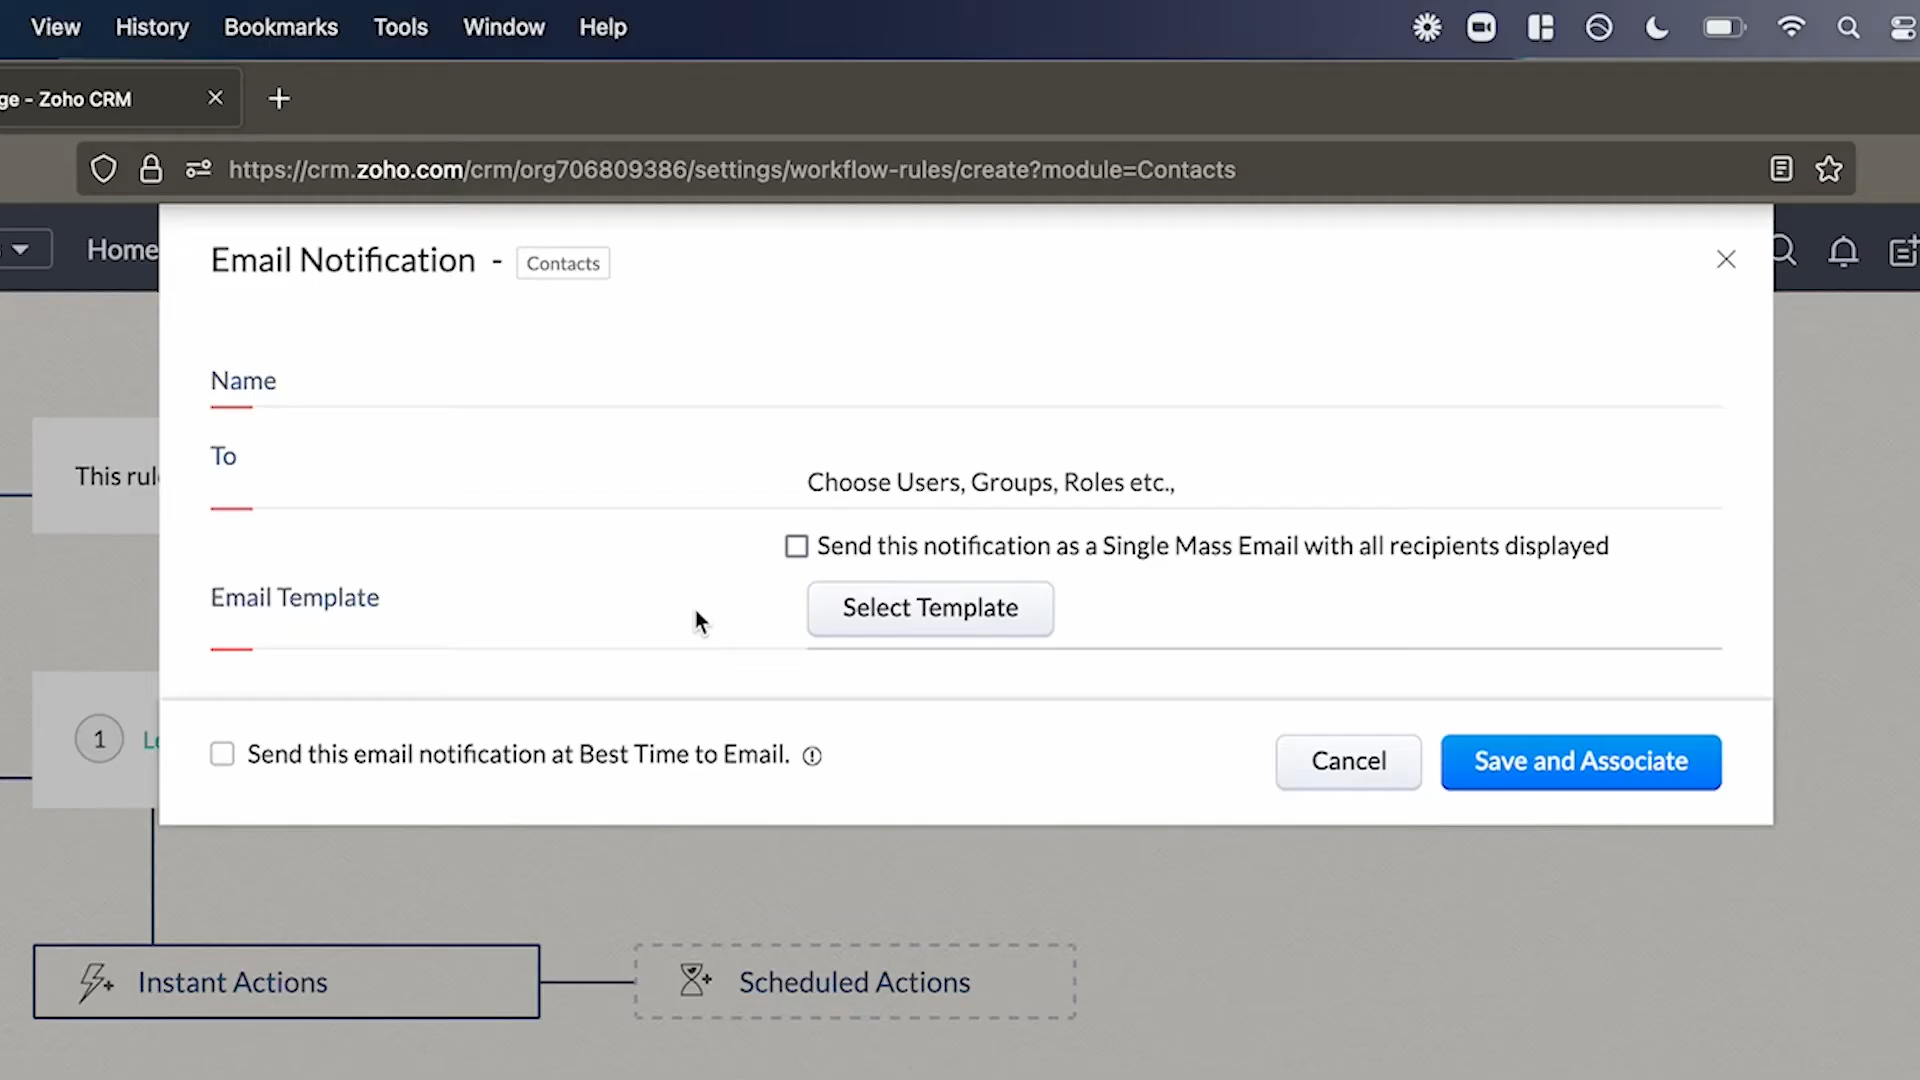 View History Bookmarks Tools Window Help
ge - Zoho CRM
https://crm.zoho.com/crm/org706809386/settings/workflow-rules/create?module=Contacts
Home
Email Notification - Contacts
Name
This rul
To
Choose Users, Groups, Roles etc.,
Send this notification as a Single Mass Email with all recipients displayed
Email Template
Select Template
1 Le
Send this email notification at Best Time to Email.
Cancel
Save and Associate
Instant Actions
Scheduled Actions